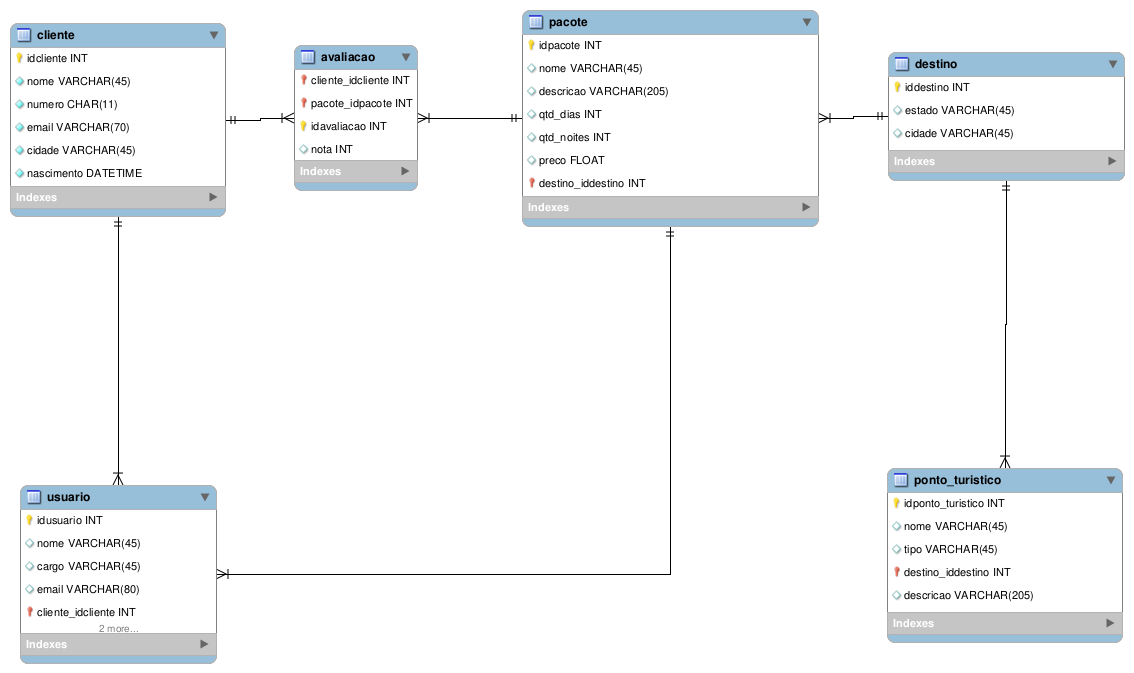 cliente
idcliente INT
nome VARCHAR(45)
numero CHAR(11)
email VARCHAR(70)
cidade VARCHAR(45)
nascimento DATETIME
Indexes
avaliacao
cliente_idcliente INT
pacote_idpacote INT
idavaliacao INT
nota INT
Indexes
pacote
idpacote INT
nome VARCHAR(45)
descricao VARCHAR(205)
qtd_dias INT
qtd_noites INT
preco FLOAT
destino_iddestino INT
Indexes
destino
iddestino INT
estado VARCHAR(45)
cidade VARCHAR(45)
Indexes
usuario
idusuario INT
nome VARCHAR(45)
cargo VARCHAR(45)
email VARCHAR(80)
cliente_idcliente INT
2 more...
Indexes
ponto_turistico
idponto_turistico INT
nome VARCHAR(45)
tipo VARCHAR(45)
destino_iddestino INT
descricao VARCHAR(205)
Indexes